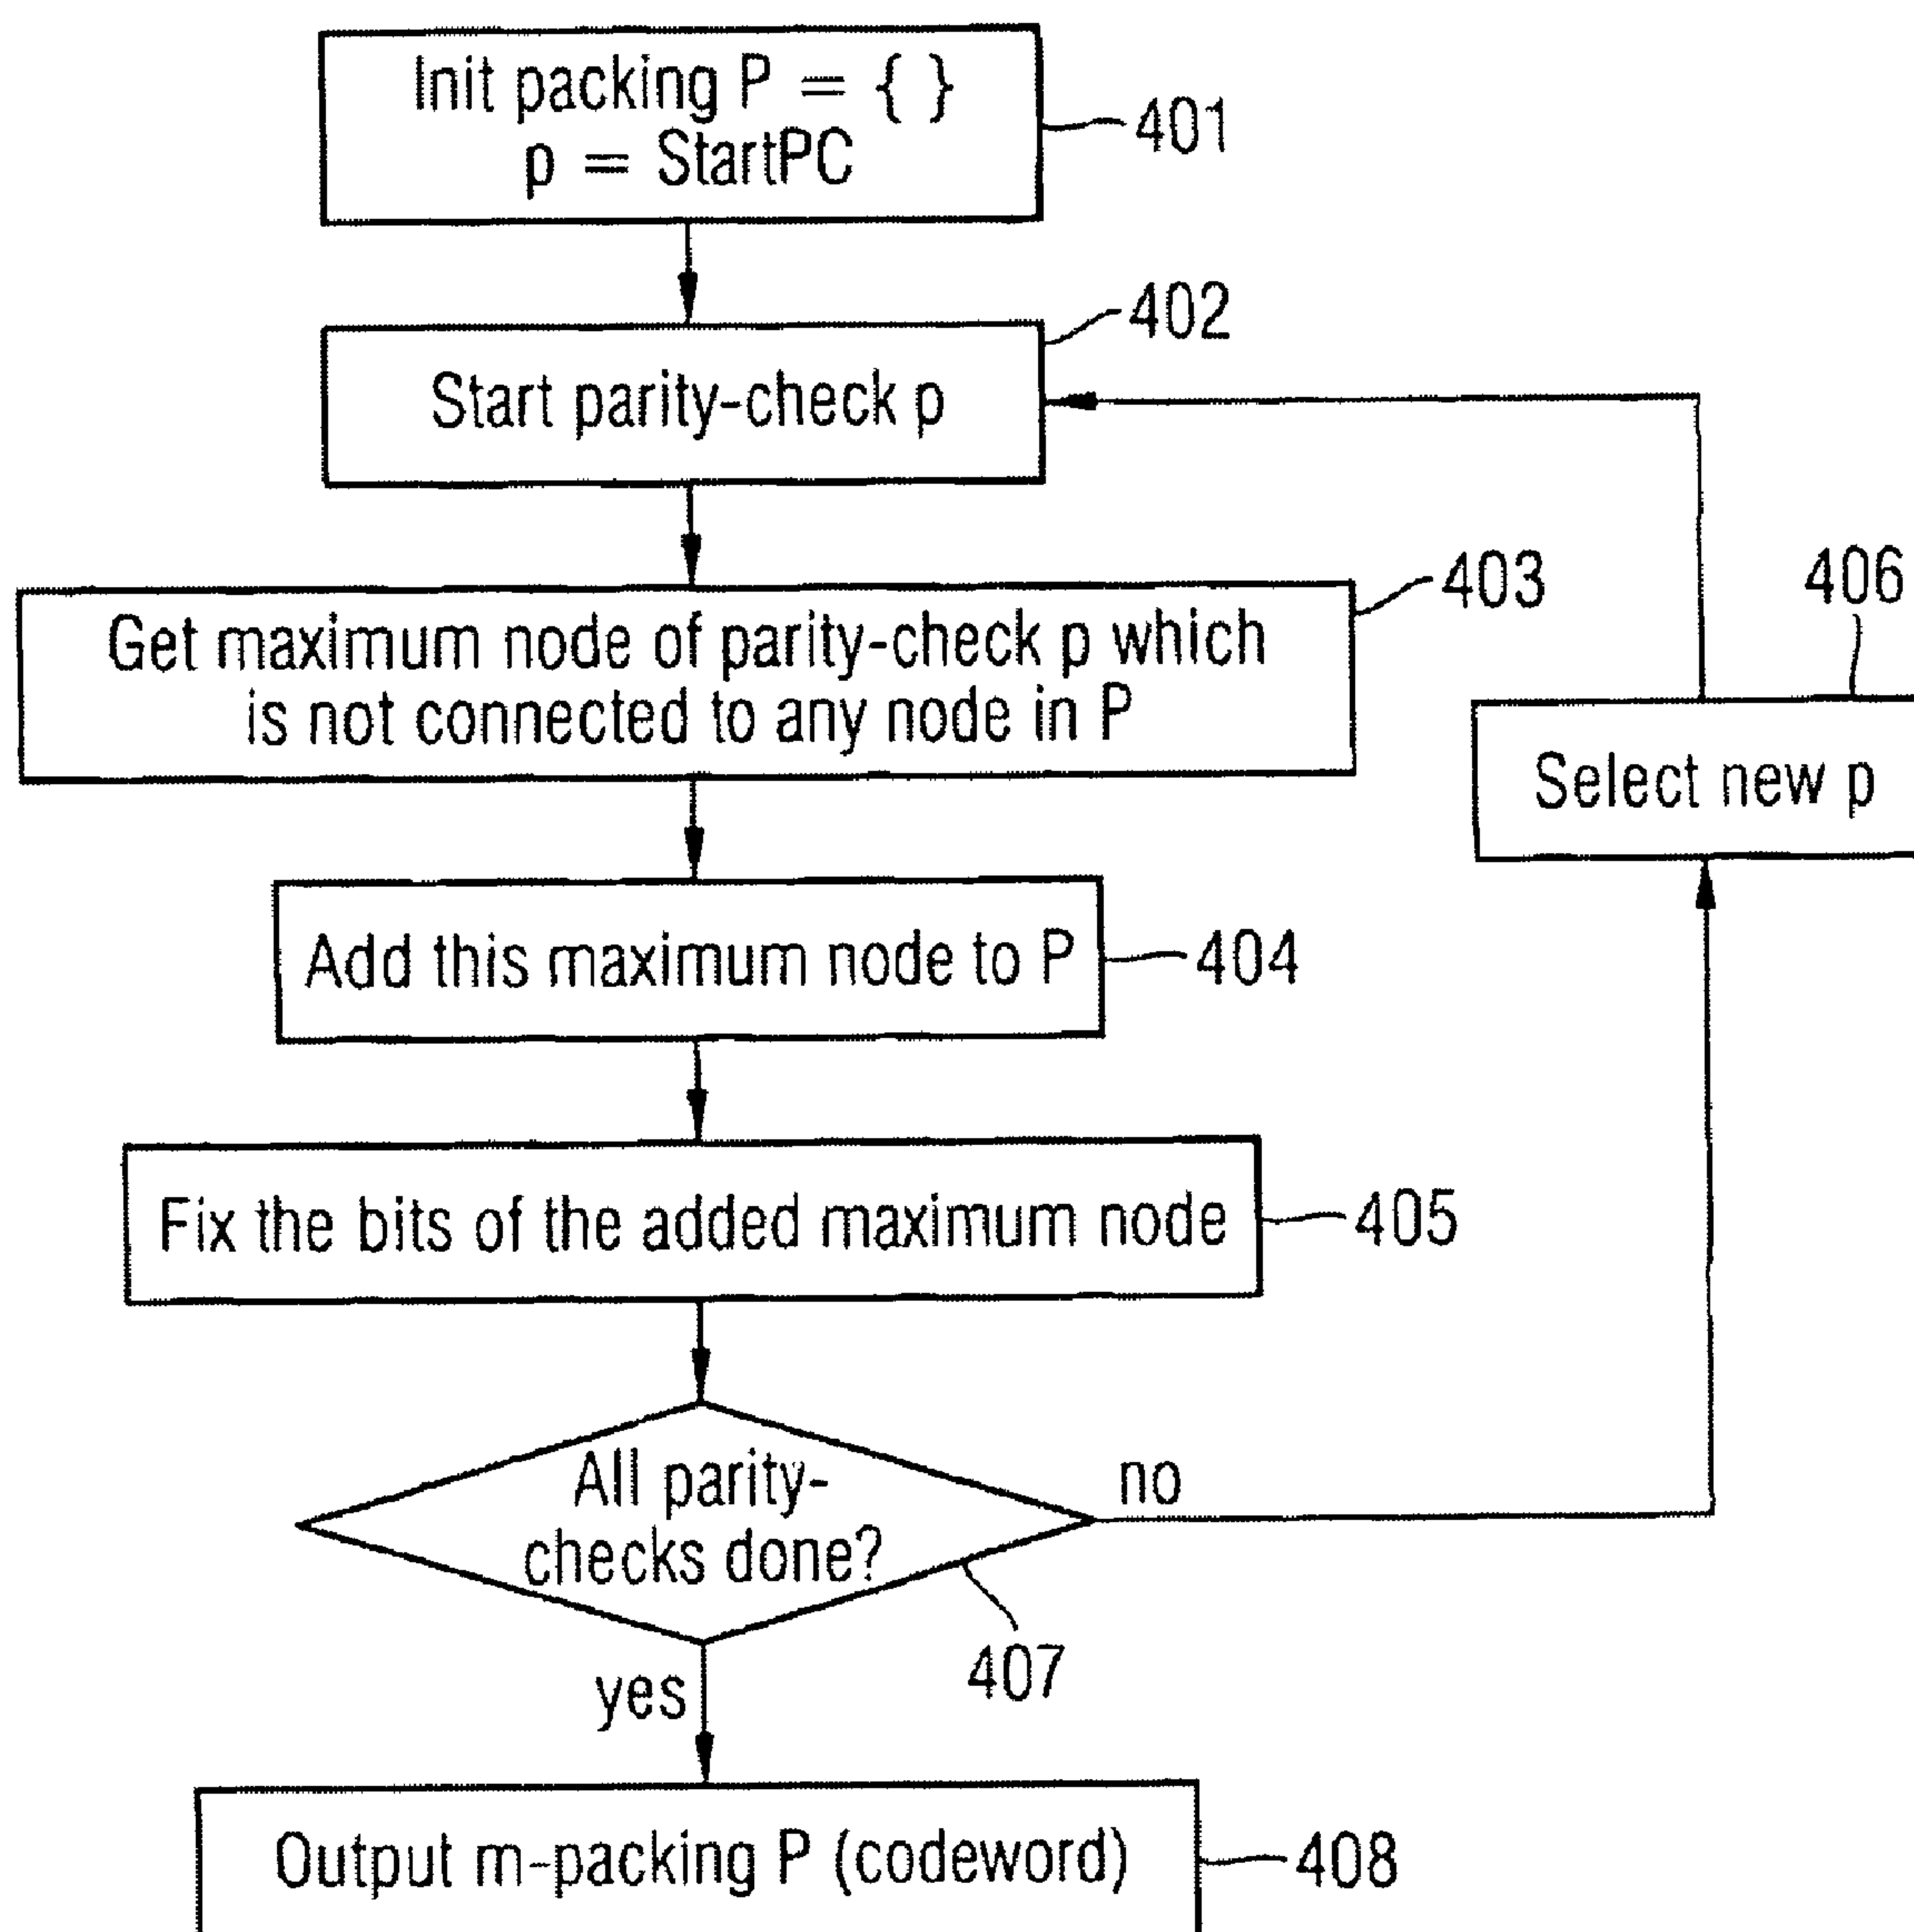 Init packing P = { }
p = StartPC
401
402
Start parity-check p
403
Get maximum node of parity-check p which
is not connected to any node in P
406
Select new p
Add this maximum node to P
404
Fix the bits of the added maximum node
405
All parity-
checks done?
no
407
yes
Output m-packing P (codeword)
408